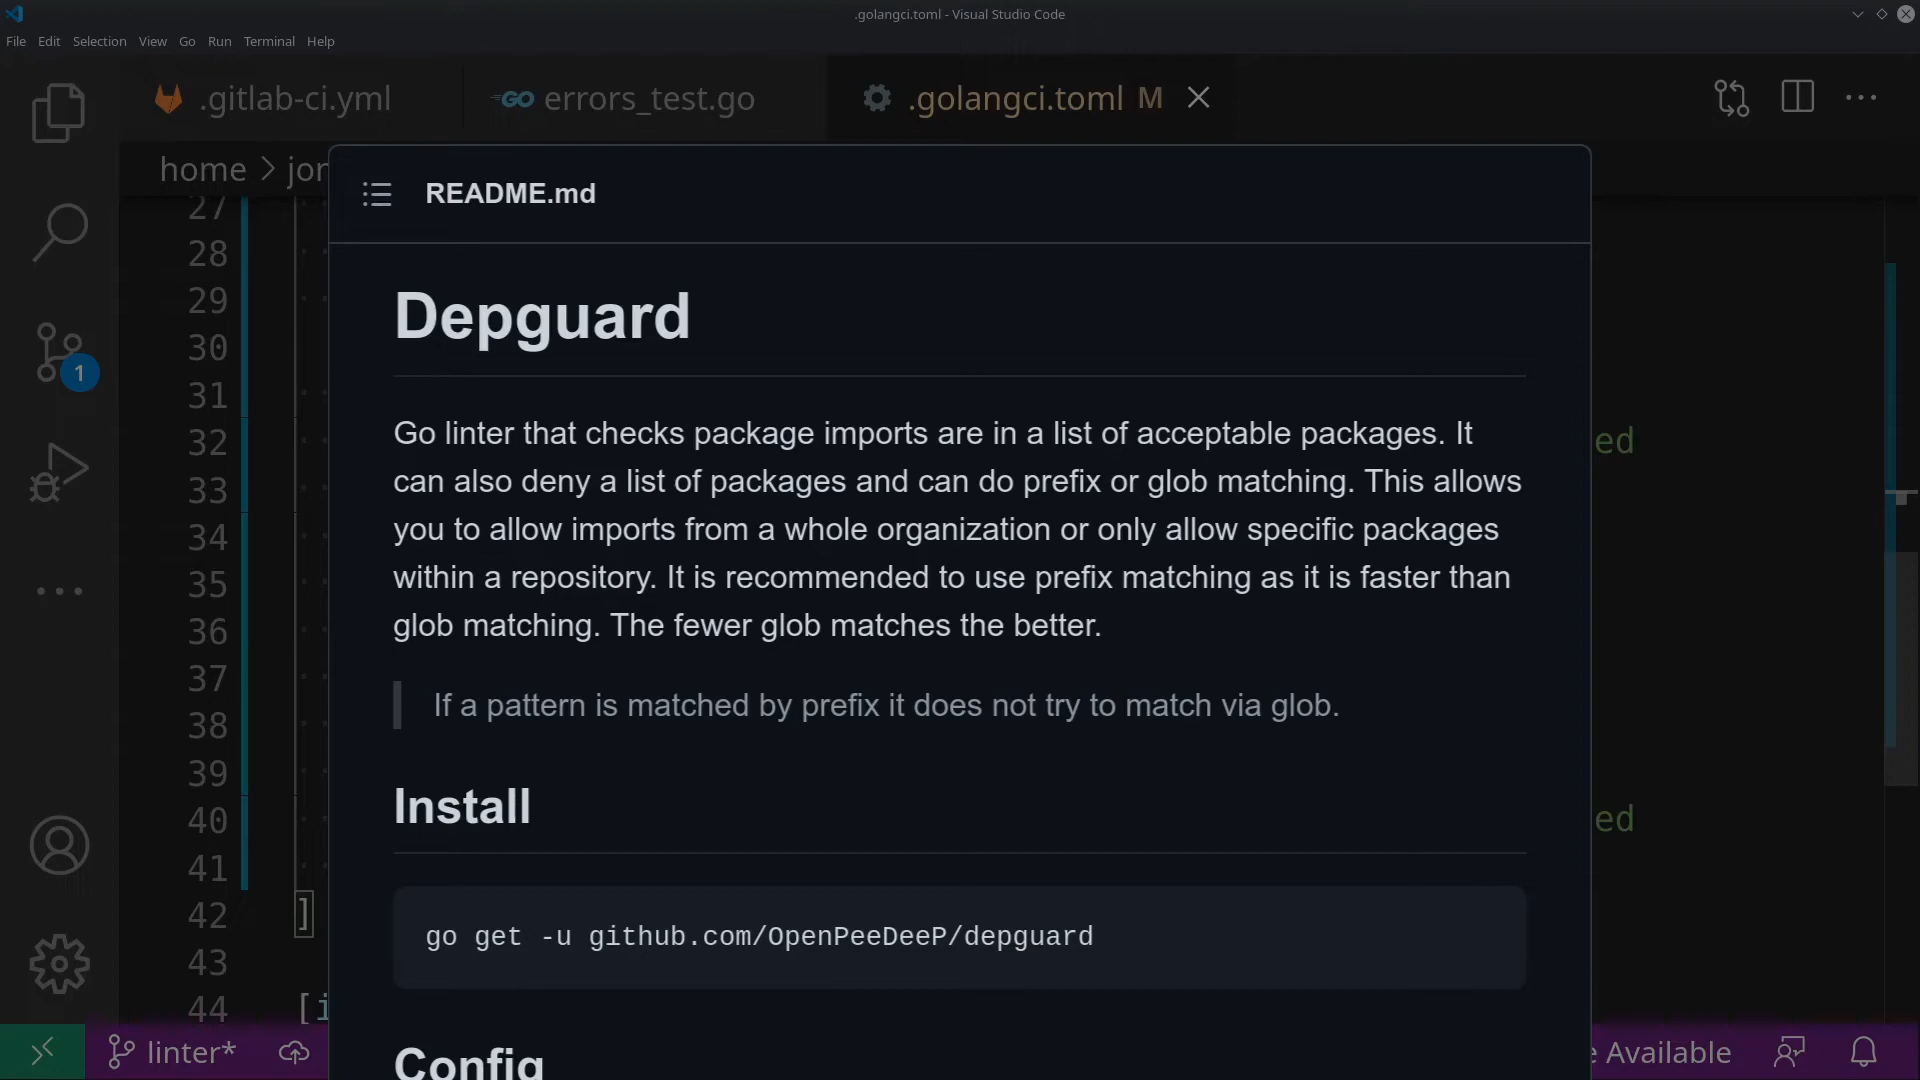 .golangci.toml - Visual Studio Code
File Edit Selection View Go Run Terminal Help
.gitlab-ci.yml GO errors_test.go .golangci.toml M
home > jor
README.md
27
28
29
30
31
32
33
34
35
36
37
38
39
40
41
42 ]
43
44 [i
Depguard
Go linter that checks package imports are in a list of acceptable packages. It
can also deny a list of packages and can do prefix or glob matching. This allows
you to allow imports from a whole organization or only allow specific packages
within a repository. It is recommended to use prefix matching as it is faster than
glob matching. The fewer glob matches the better.
If a pattern is matched by prefix it does not try to match via glob.
Install
go get -u github.com/OpenPeeDeeP/depguard
Config
ed
ed
1
linter*
Available